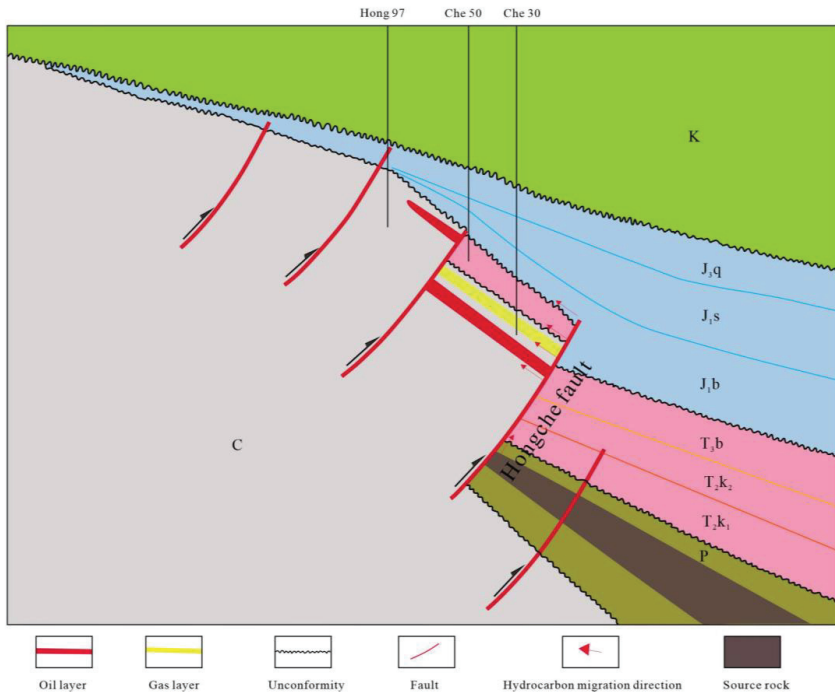 Hong 97
Che 50
Che 30
K
J₃q
J₁s
J₁b
Hongche fault
T₃b
C
T₂k₂
T₂k₁
P
Oil layer
Gas layer
Unconformity
Fault
Hydrocarbon migration direction
Source rock